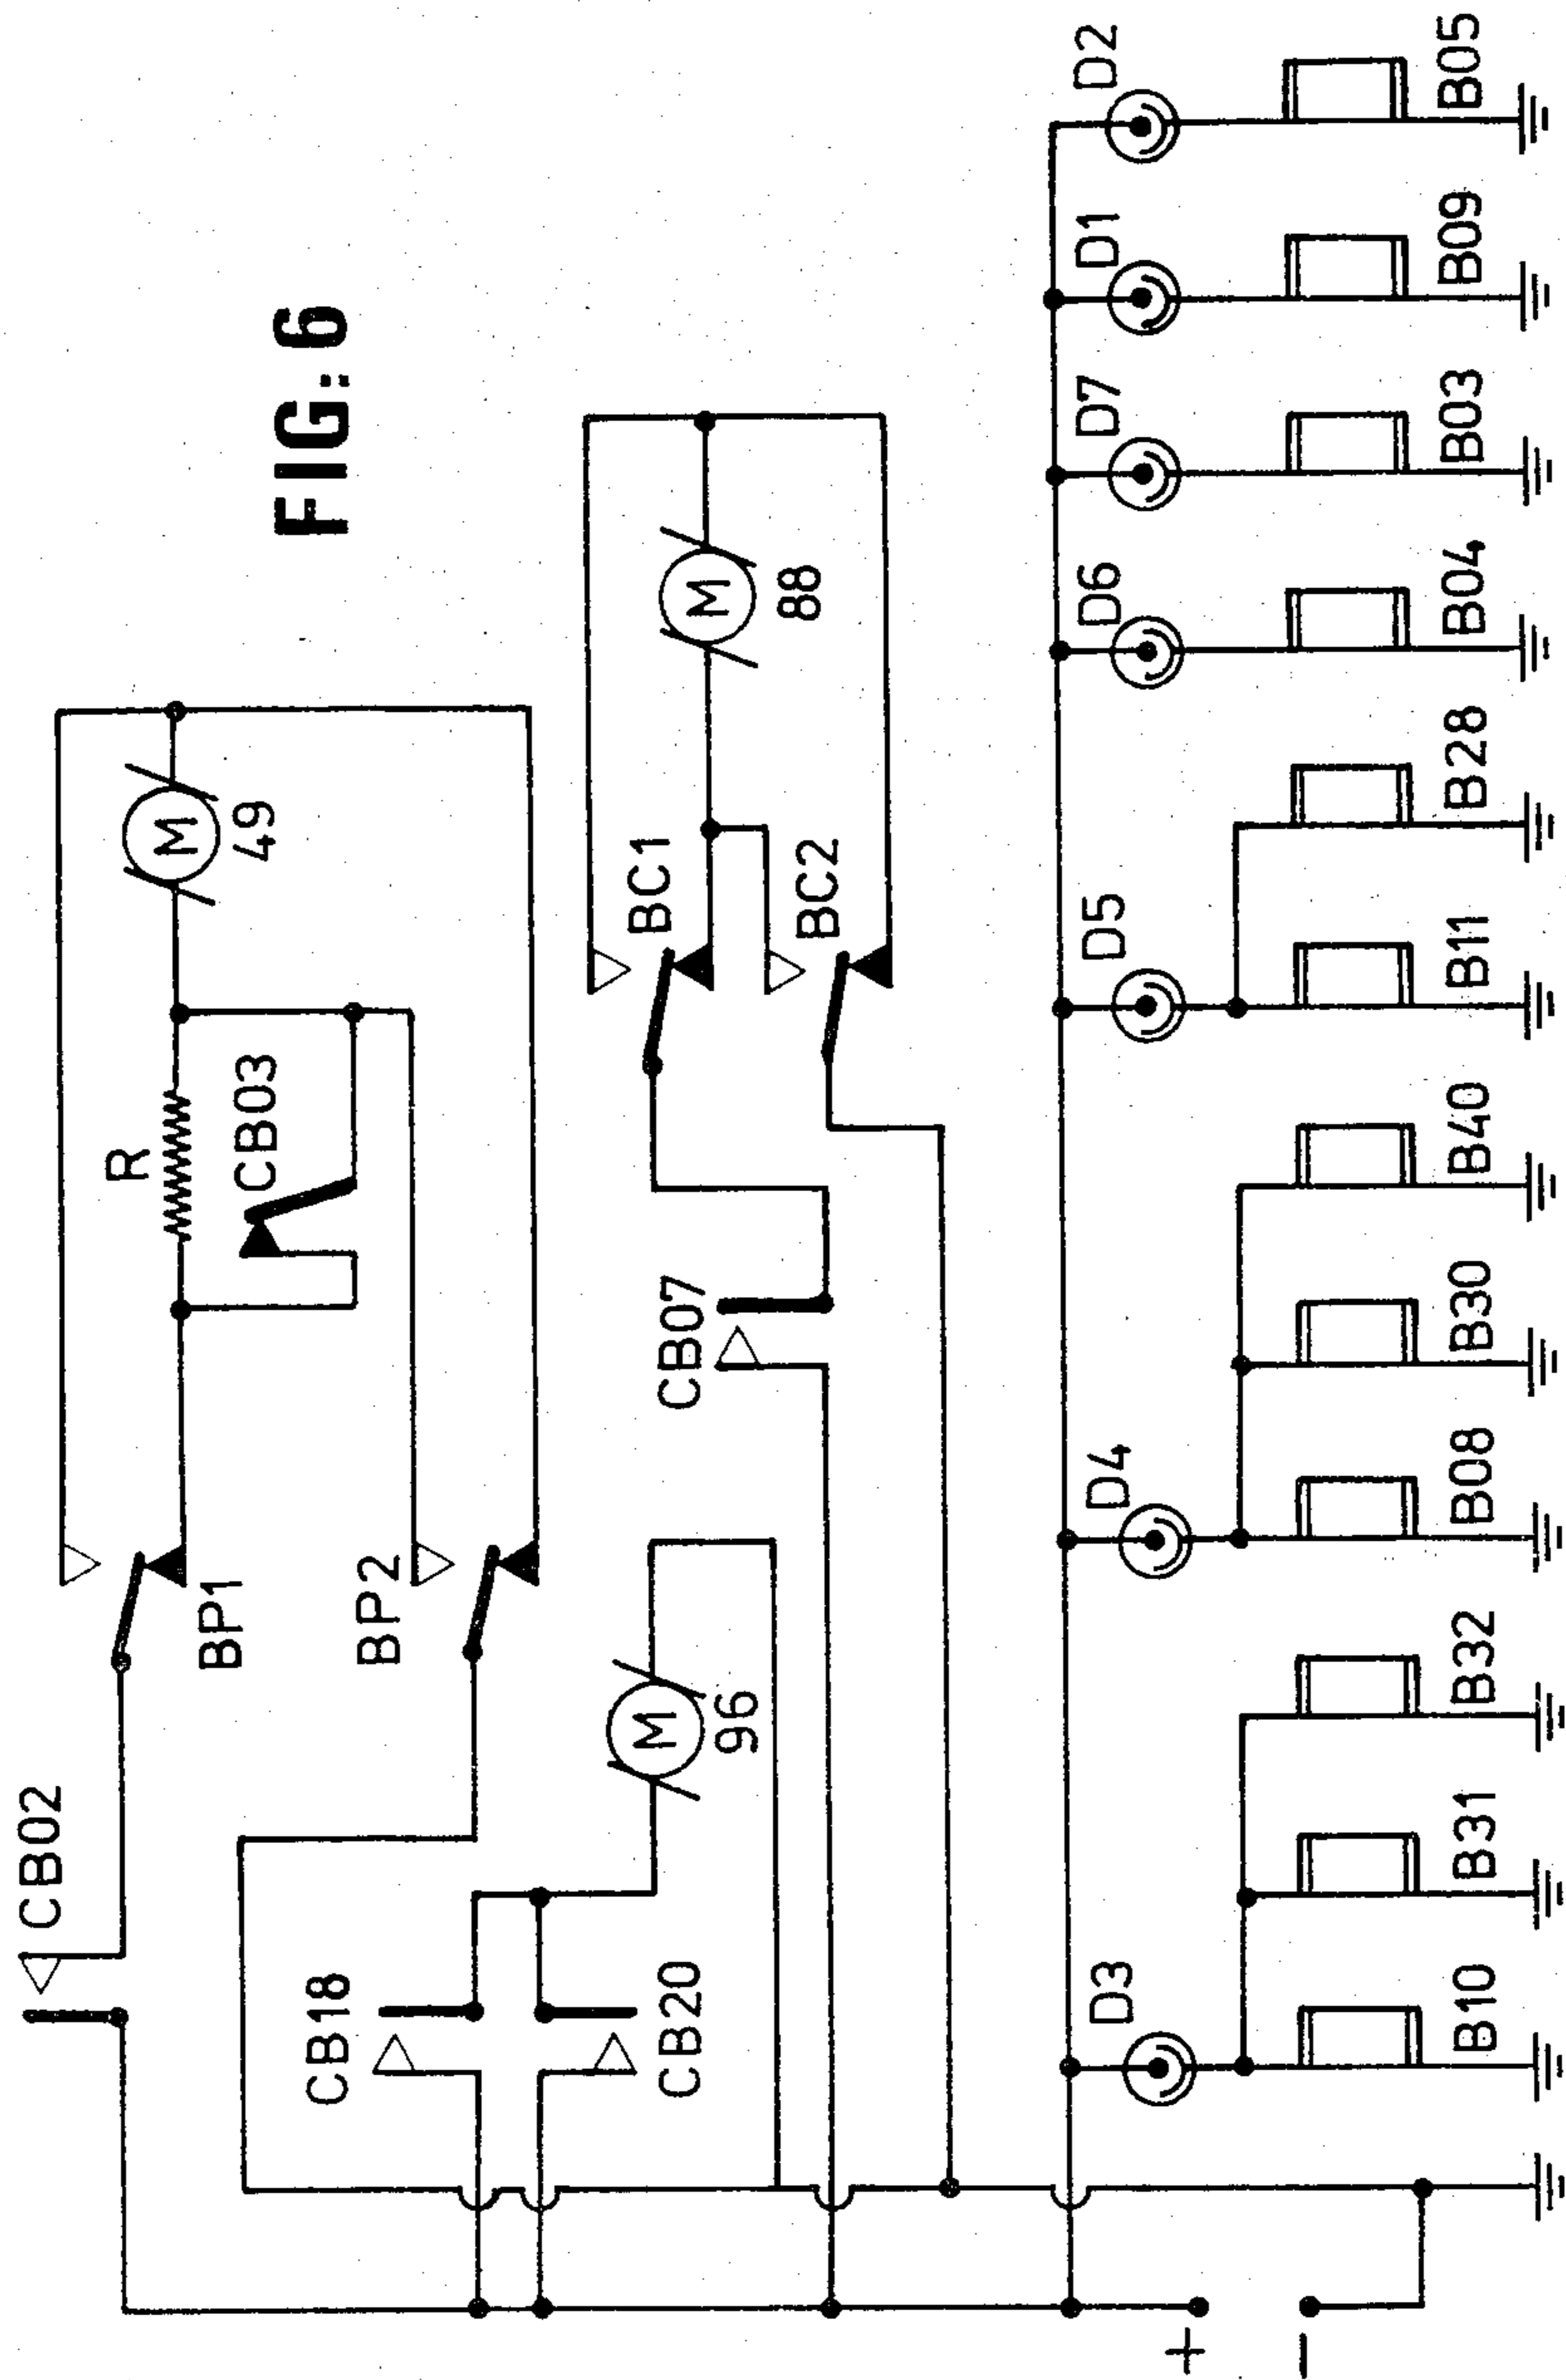 FIG: 6
CB02
BP1
R
CB03
M
49
BP2
CB18
CB20
M
96
CB07
BC1
BC2
M
88
+
-
D3
D4
D5
D6
D7
D1
D2
B10
B31
B32
B08
B30
B40
B11
B28
B04
B03
B09
B05